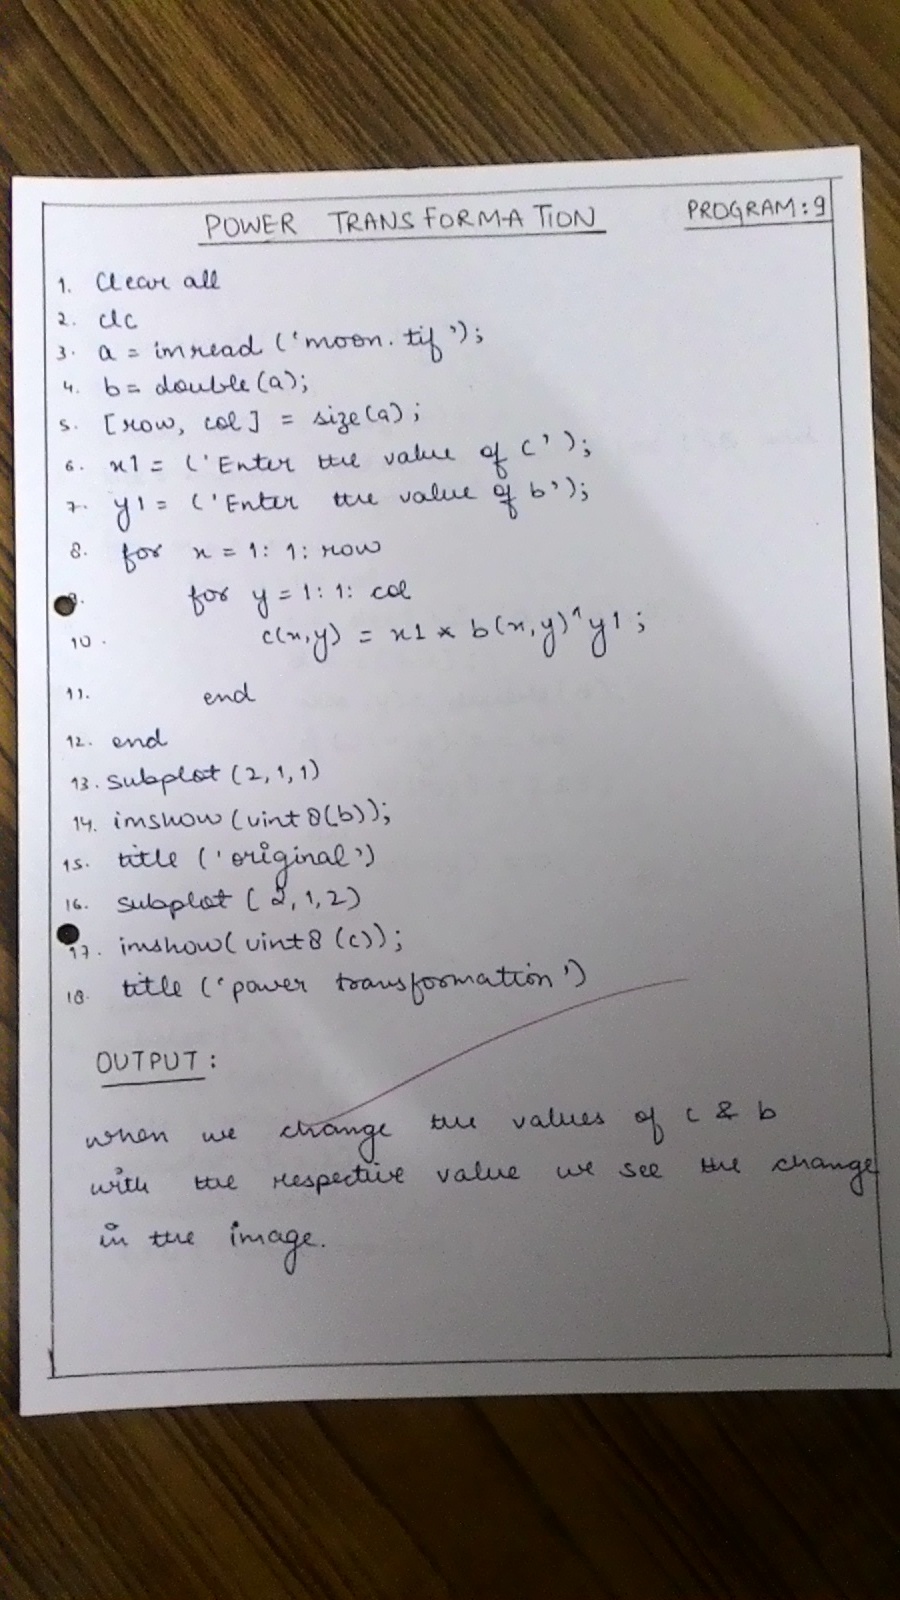 POWER TRANSFORMATION PROGRAM:9
1. Clear all
2. clc
3. a = imread ('moon.tif');
4. b = double(a);
5. [row, col] = size(a);
6. x1 = ('Enter the value of c');
7. y1 = ('Enter the value of b');
8. for x = 1:1:row
9. for y = 1:1:col
10. c(x,y) = x1 * b(x,y)^y1;
11. end
12. end
13. subplot (2,1,1)
14. imshow (uint8(b));
15. title ('original')
16. subplot (2,1,2)
17. imshow( uint8 (c));
18. title ('power transformation')
OUTPUT:
when we change the values of c & b
with the respective value we see the change
in the image.